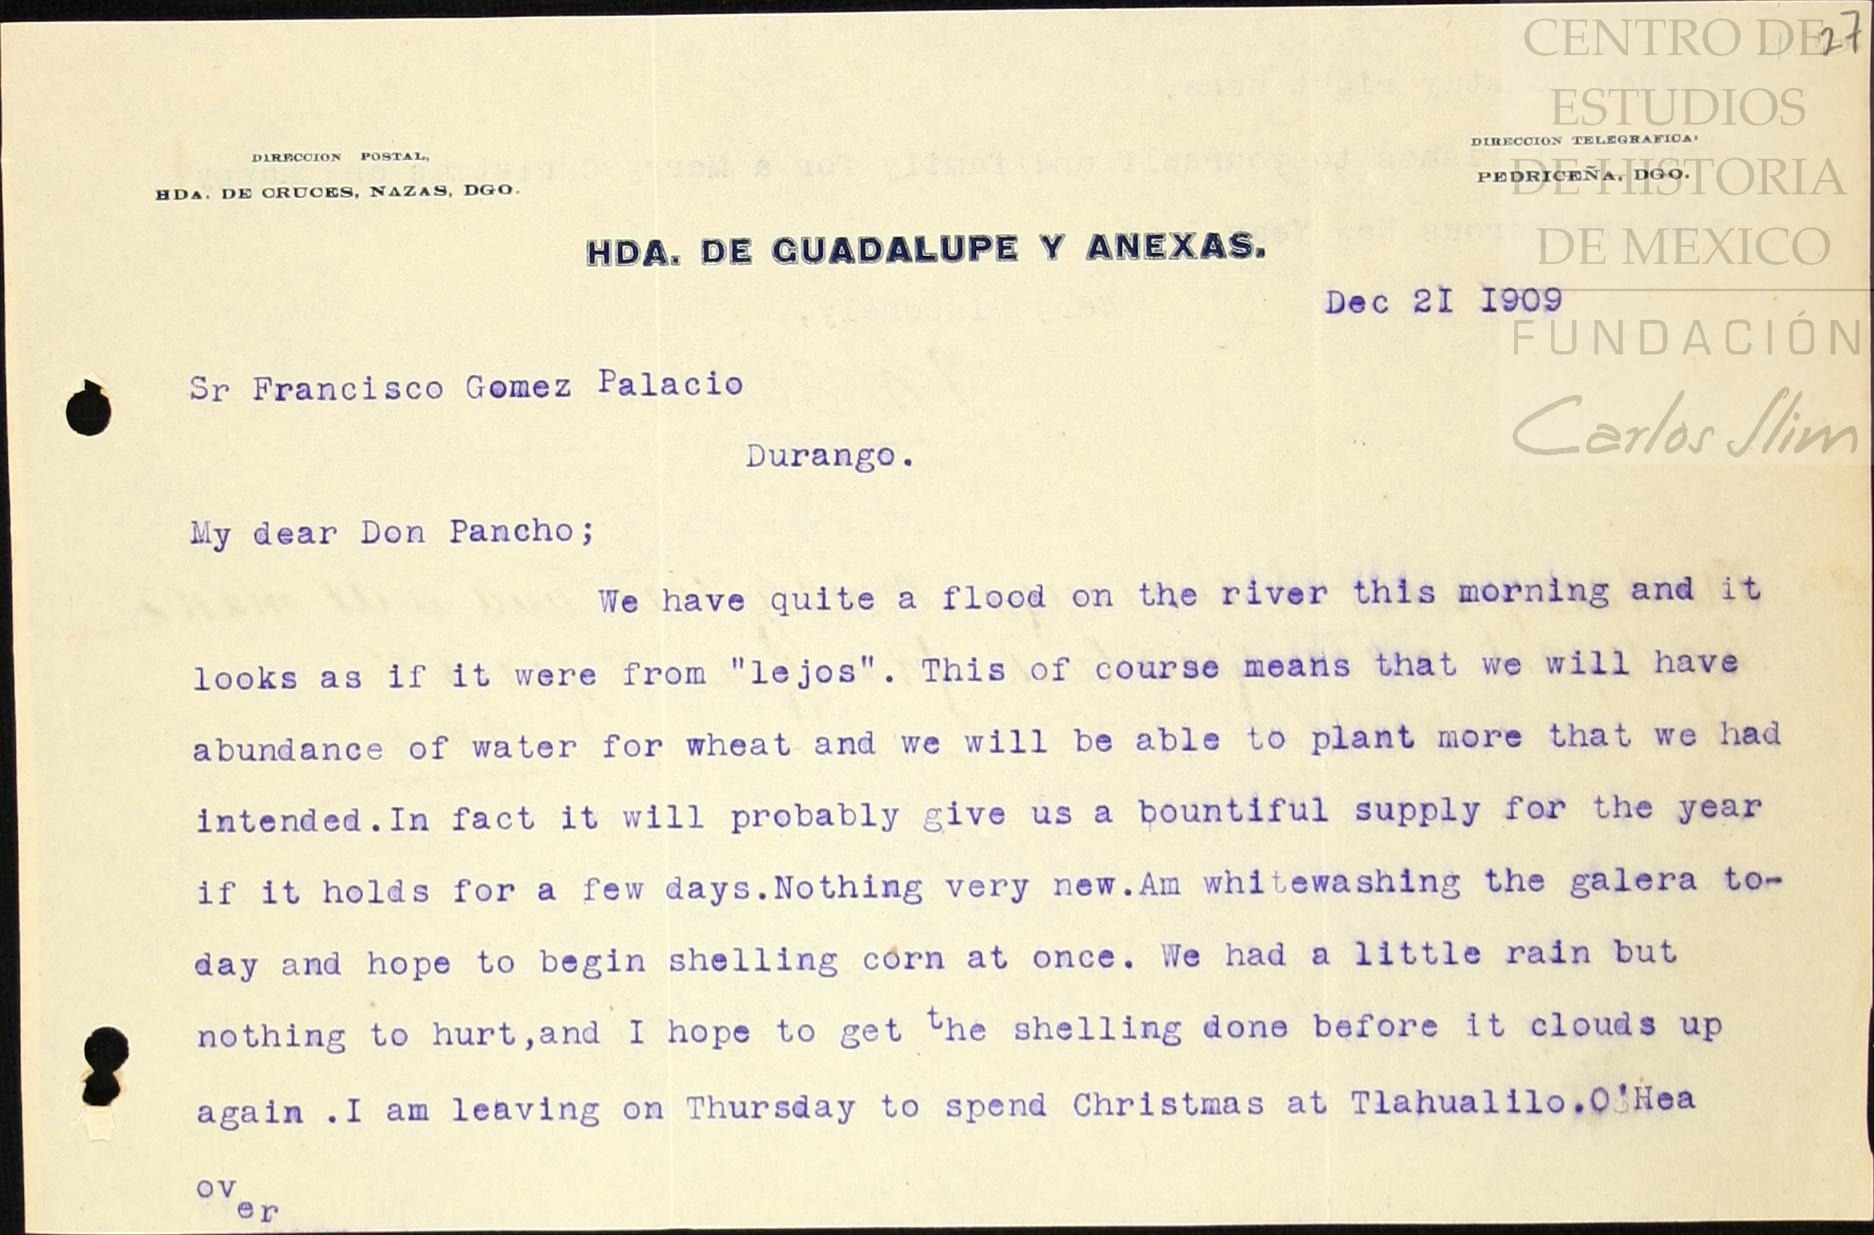 27
CENTRO DE
ESTUDIOS
DE HISTORIA
DE MEXICO
FUNDACIÓN
Carlos Slim
DIRECCION POSTAL,
HDA. DE CRUCES, NAZAS, DGO.
DIRECCION TELEGRAFICA:
PEDRICEÑA, DGO.
HDA. DE GUADALUPE Y ANEXAS.
Dec 2I I909
Sr Francisco Gomez Palacio
Durango.
My dear Don Pancho;
We have quite a flood on the river this morning and it
looks as if it were from "lejos". This of course means that we will have
abundance of water for wheat and we will be able to plant more that we had
intended.In fact it will probably give us a bountiful supply for the year
if it holds for a few days.Nothing very new.Am whitewashing the galera to-
day and hope to begin shelling corn at once. We had a little rain but
nothing to hurt,and I hope to get the shelling done before it clouds up
again .I am leaving on Thursday to spend Christmas at Tlahualilo.O'Hea
over